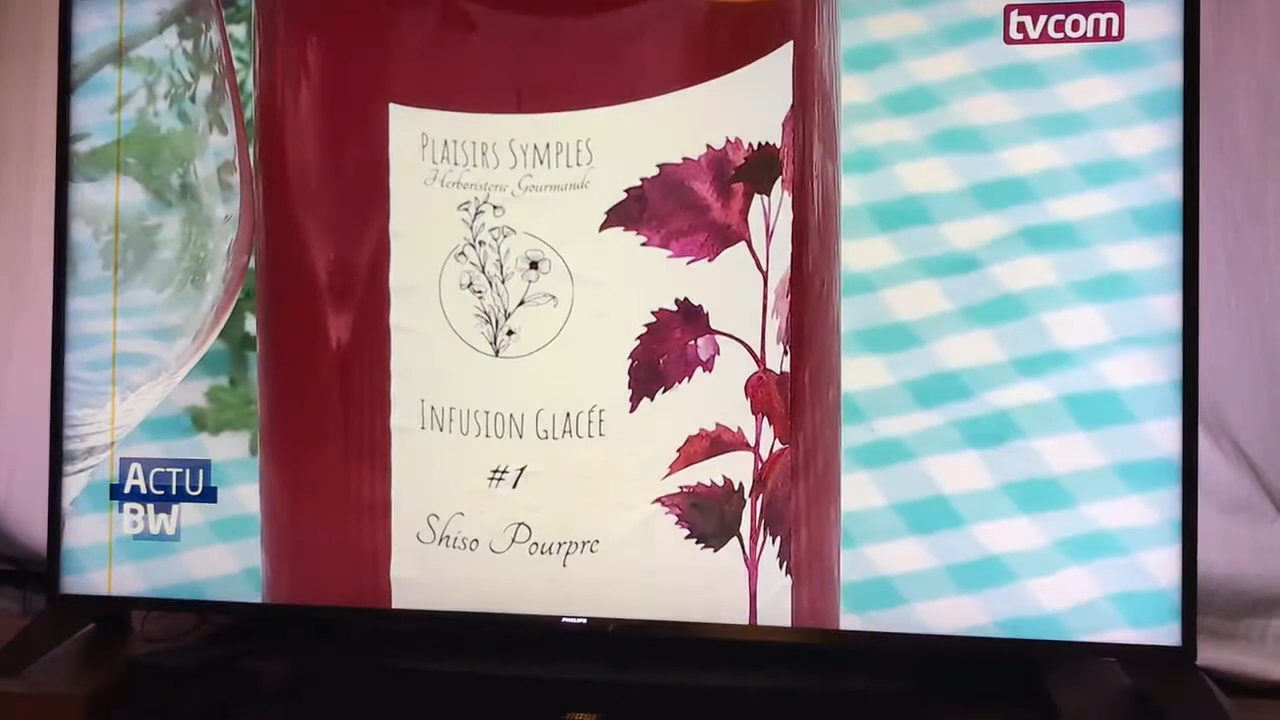 tvcom
PLAISIRS SYMPLES
Herboristerie Gourmande
INFUSION GLACÉE
#1
Shiso Pourpre
ACTU
BW
PHILIPS